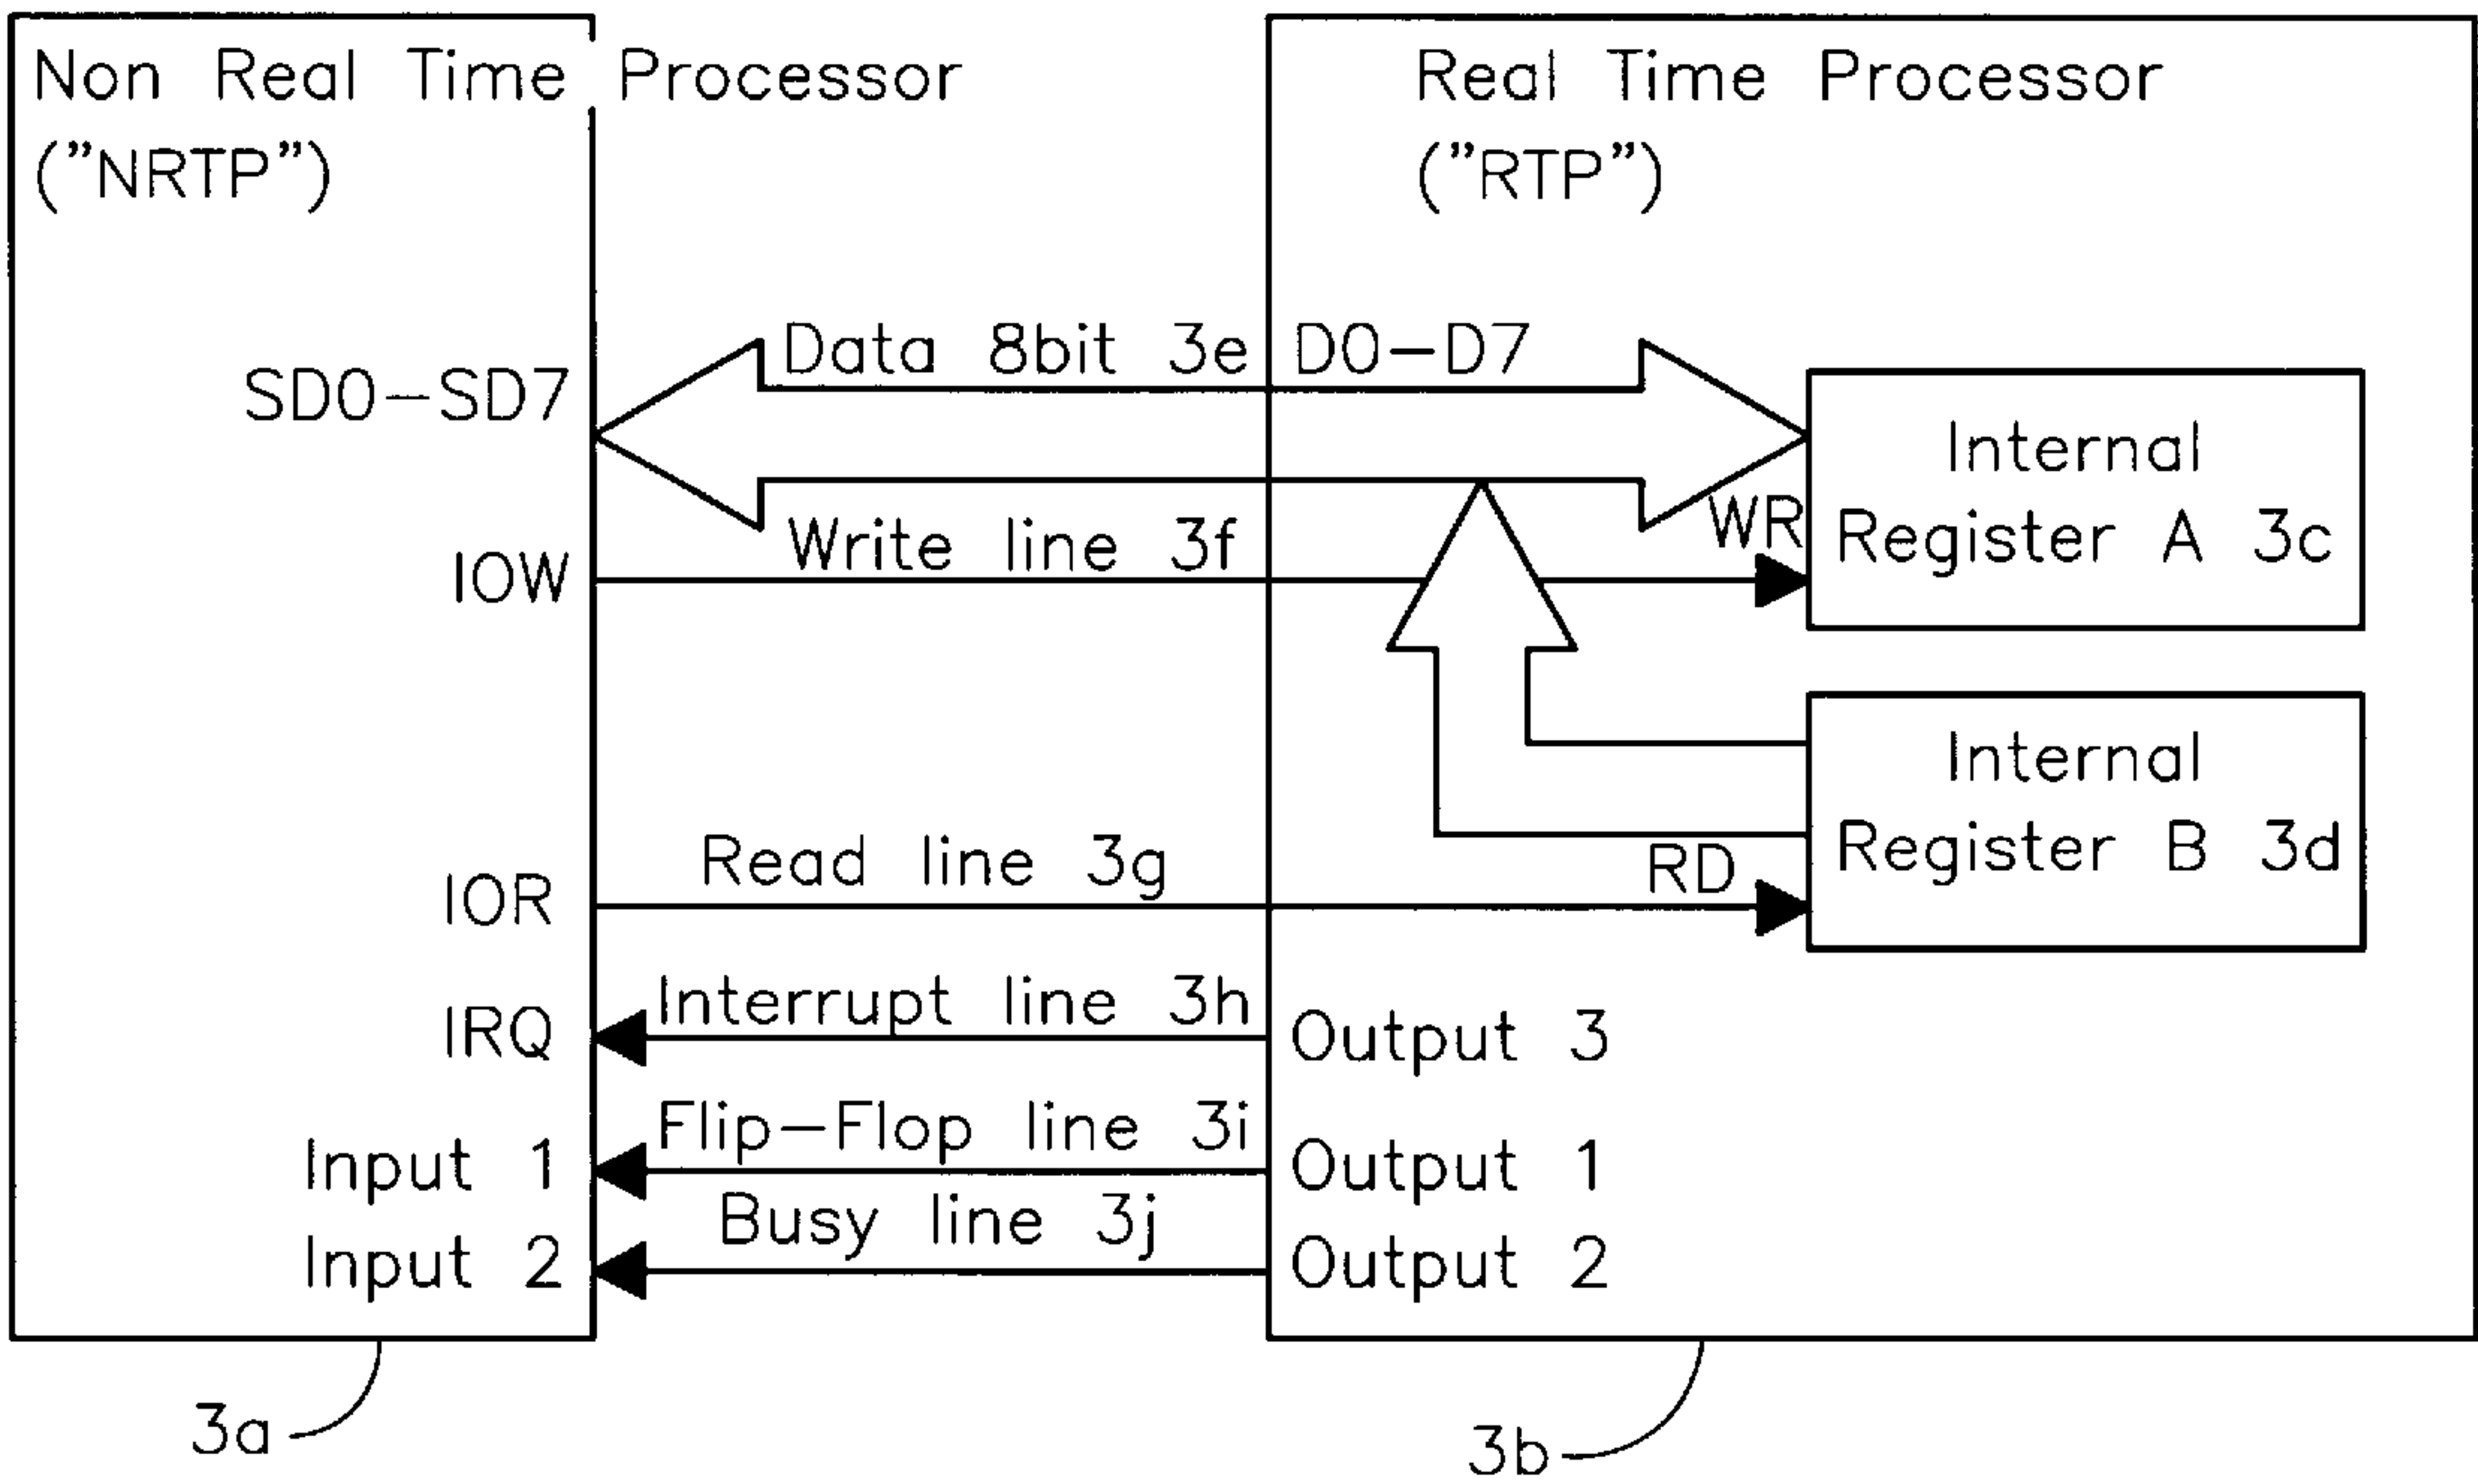 Non Real Time Processor
("NRTP")
Real Time Processor
("RTP")
Data 8bit 3e
D0-D7
SD0-SD7
Internal
Register A 3c
WR
Write line 3f
IOW
Internal
Register B 3d
Read line 3g
RD
IOR
Interrupt line 3h
IRQ
Output 3
Flip-Flop line 3i
Input 1
Output 1
Busy line 3j
Input 2
Output 2
3a
3b